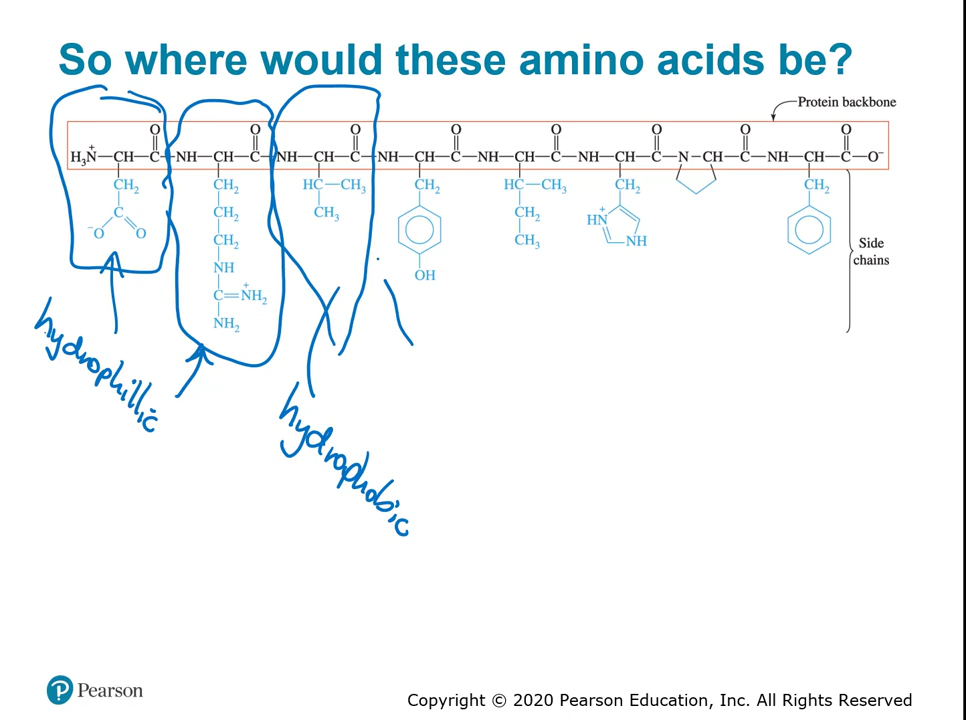 So where would these amino acids be?
Protein backbone
O O O O O O O O
H₃N⁺—CH—C—NH—CH—C—NH—CH—C—NH—CH—C—NH—CH—C—NH—CH—C—N—CH—C—NH—CH—C—O⁻
CH₂ CH₂ HC—CH₃ CH₂ HC—CH₃ CH₂ CH₂
C CH₂ CH₃ CH₂ HN⁺
⁻O O CH₂ CH₃ NH
NH OH
C=NH₂⁺
NH₂
Side
chains
hydrophillic
hydrophobic
P Pearson
Copyright © 2020 Pearson Education, Inc. All Rights Reserved